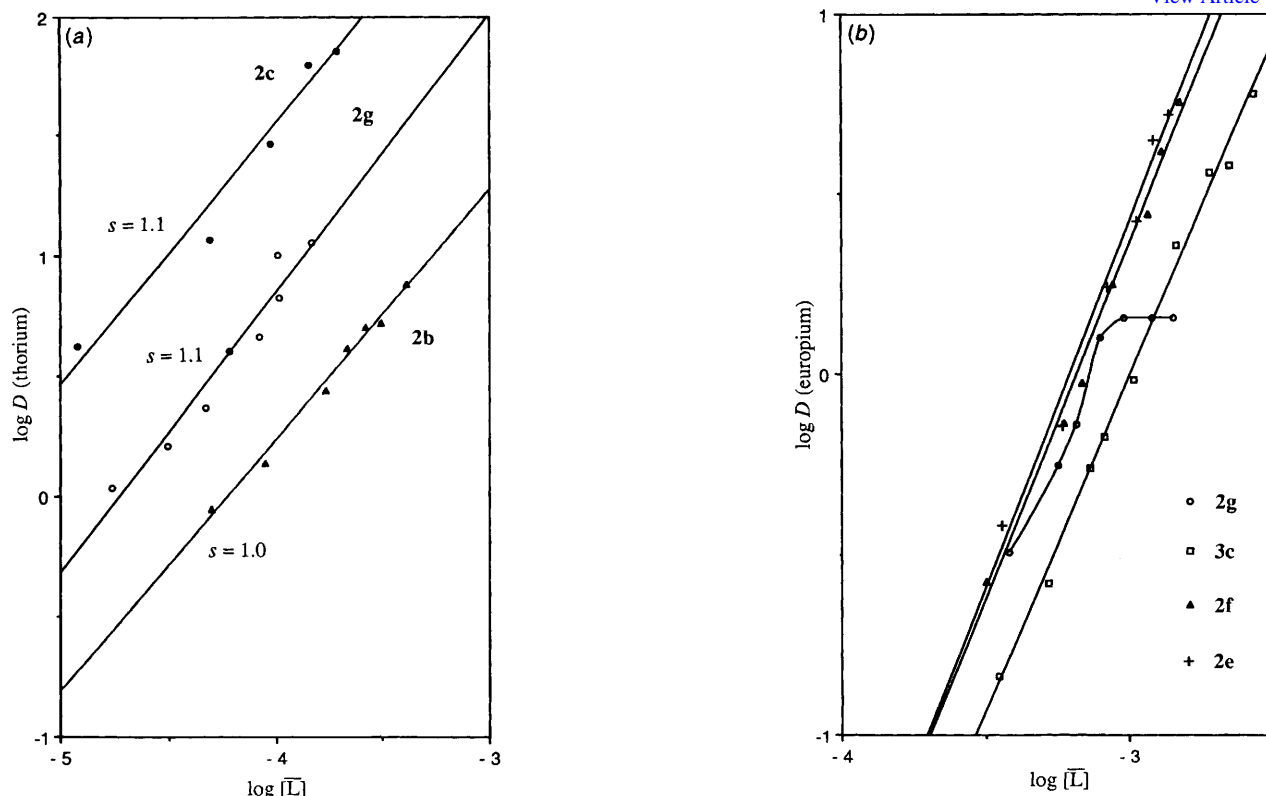 View Article
(a)
2
2c
2g
s = 1.1
1
2b
s = 1.1
0
s = 1.0
-1
-5
-4
-3
log D (thorium)
log [L̅]
(b)
1
0
-1
-4
-3
log D (europium)
log [L̅]
2g
3c
2f
2e